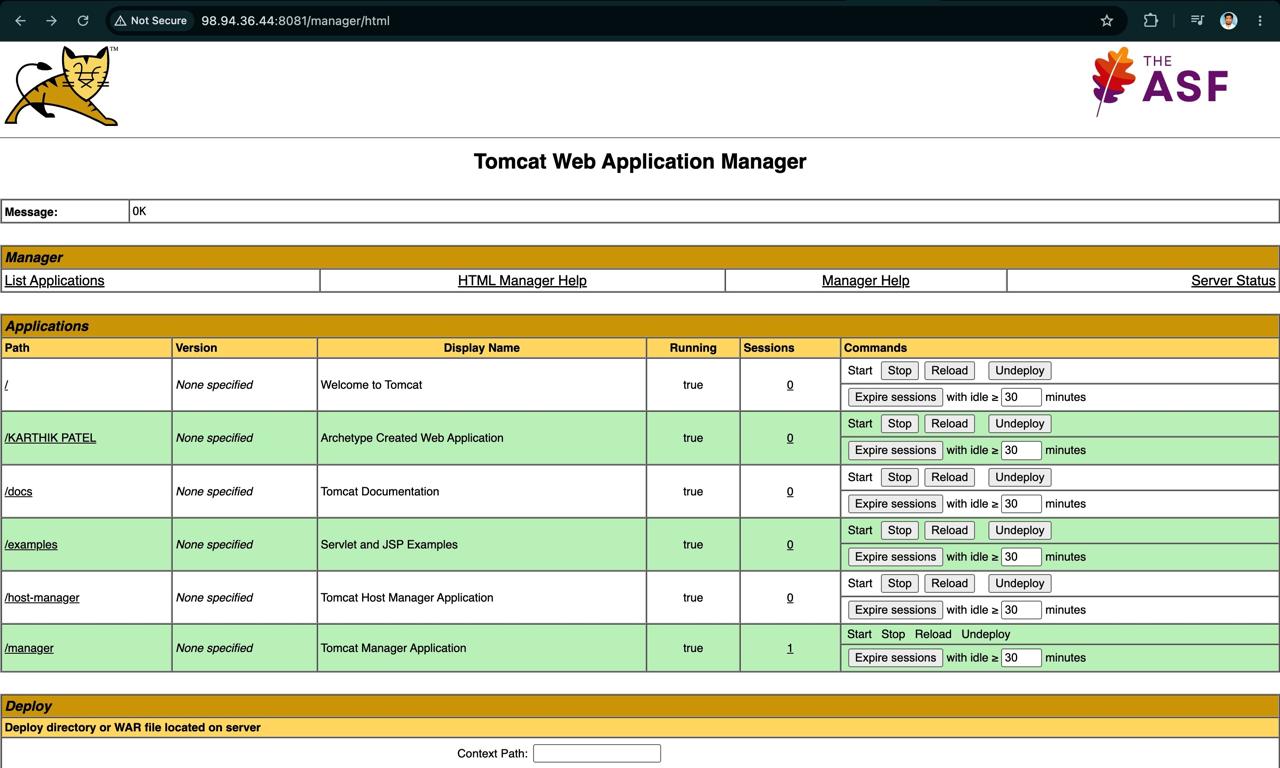 Not Secure 98.94.36.44:8081/manager/html
TM
THE
ASF
Tomcat Web Application Manager
Message: OK
Manager
List Applications HTML Manager Help Manager Help Server Status
Applications
Path Version Display Name Running Sessions Commands
/ None specified Welcome to Tomcat true 0 Start Stop Reload Undeploy
Expire sessions with idle ≥ 30 minutes
/KARTHIK PATEL None specified Archetype Created Web Application true 0 Start Stop Reload Undeploy
Expire sessions with idle ≥ 30 minutes
/docs None specified Tomcat Documentation true 0 Start Stop Reload Undeploy
Expire sessions with idle ≥ 30 minutes
/examples None specified Servlet and JSP Examples true 0 Start Stop Reload Undeploy
Expire sessions with idle ≥ 30 minutes
/host-manager None specified Tomcat Host Manager Application true 0 Start Stop Reload Undeploy
Expire sessions with idle ≥ 30 minutes
/manager None specified Tomcat Manager Application true 1 Start Stop Reload Undeploy
Expire sessions with idle ≥ 30 minutes
Deploy
Deploy directory or WAR file located on server
Context Path: